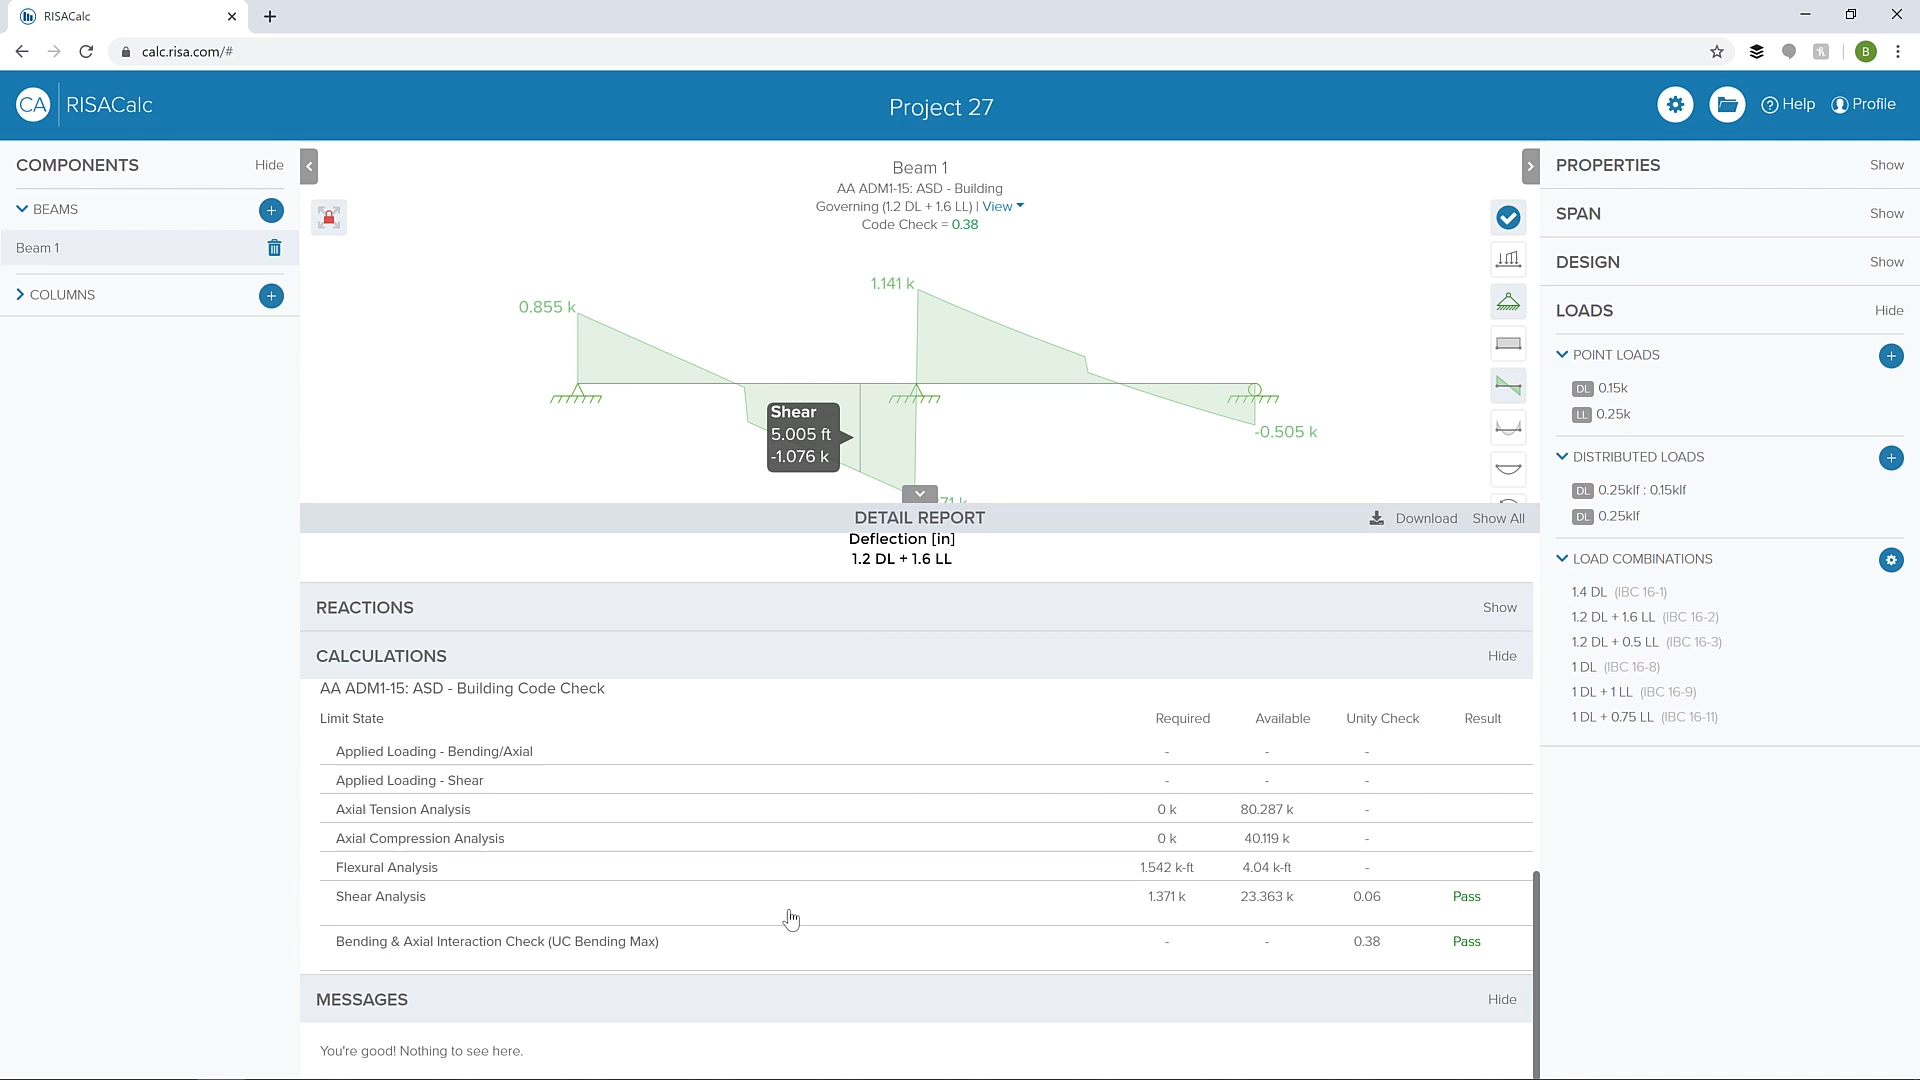 RISACalc
calc.risa.com/#
B
CA RISACalc
Project 27
Help
Profile
COMPONENTS Hide
BEAMS
Beam 1
COLUMNS
Beam 1
AA ADM1-15: ASD - Building
Governing (1.2 DL + 1.6 LL) | View
Code Check = 0.38
0.855 k
1.141 k
Shear
5.005 ft
-1.076 k
-0.505 k
DETAIL REPORT
Download Show All
Deflection [in]
1.2 DL + 1.6 LL
REACTIONS Show
CALCULATIONS Hide
AA ADM1-15: ASD - Building Code Check
Limit State Required Available Unity Check Result
Applied Loading - Bending/Axial - - -
Applied Loading - Shear - - -
Axial Tension Analysis 0 k 80.287 k -
Axial Compression Analysis 0 k 40.119 k -
Flexural Analysis 1.542 k-ft 4.04 k-ft -
Shear Analysis 1.371 k 23.363 k 0.06 Pass
Bending & Axial Interaction Check (UC Bending Max) - - 0.38 Pass
MESSAGES Hide
You're good! Nothing to see here.
PROPERTIES Show
SPAN Show
DESIGN Show
LOADS Hide
POINT LOADS
DL 0.15k
LL 0.25k
DISTRIBUTED LOADS
DL 0.25klf : 0.15klf
DL 0.25klf
LOAD COMBINATIONS
1.4 DL (IBC 16-1)
1.2 DL + 1.6 LL (IBC 16-2)
1.2 DL + 0.5 LL (IBC 16-3)
1 DL (IBC 16-8)
1 DL + 1 LL (IBC 16-9)
1 DL + 0.75 LL (IBC 16-11)